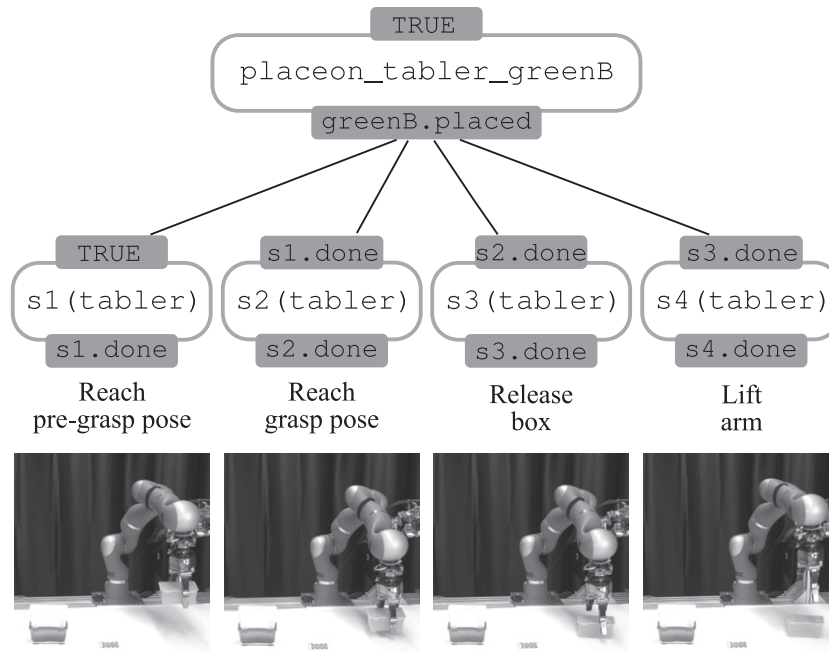 TRUE
placeon_tabler_greenB
greenB.placed
TRUE s1.done s2.done s3.done
s1(tabler) s2(tabler) s3(tabler) s4(tabler)
s1.done s2.done s3.done s4.done
Reach Reach Release Lift
pre-grasp pose grasp pose box arm